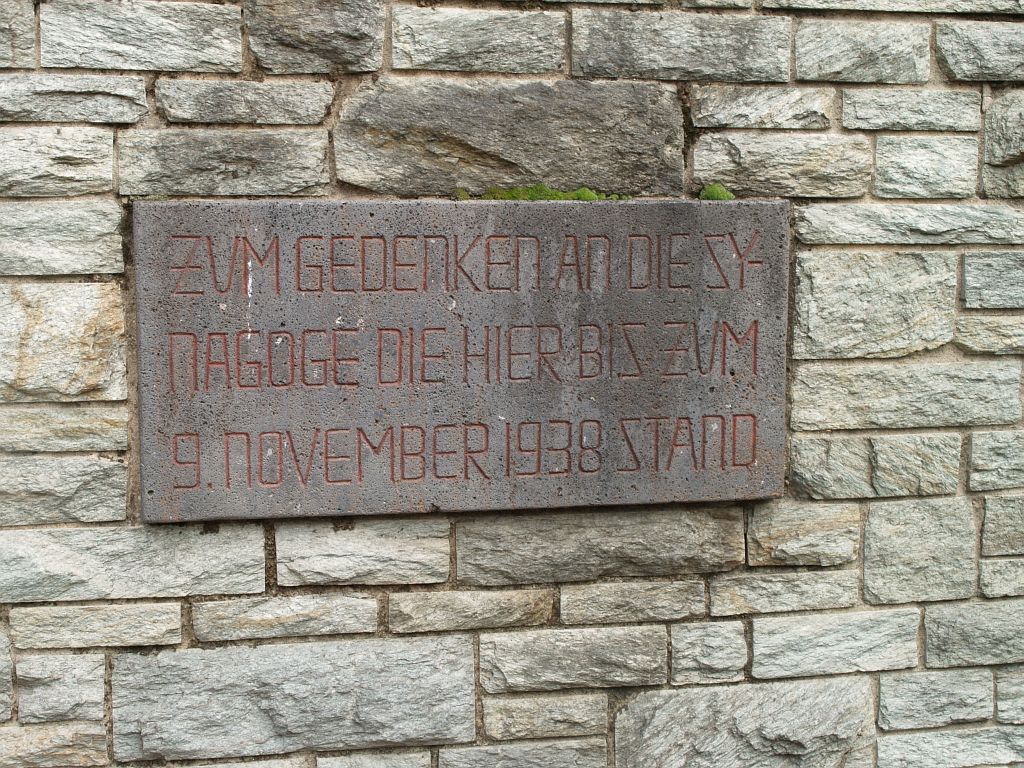 ZUM GEDENKEN AN DIE SY-
NAGOGE DIE HIER BIS ZUM
9. NOVEMBER 1938 STAND